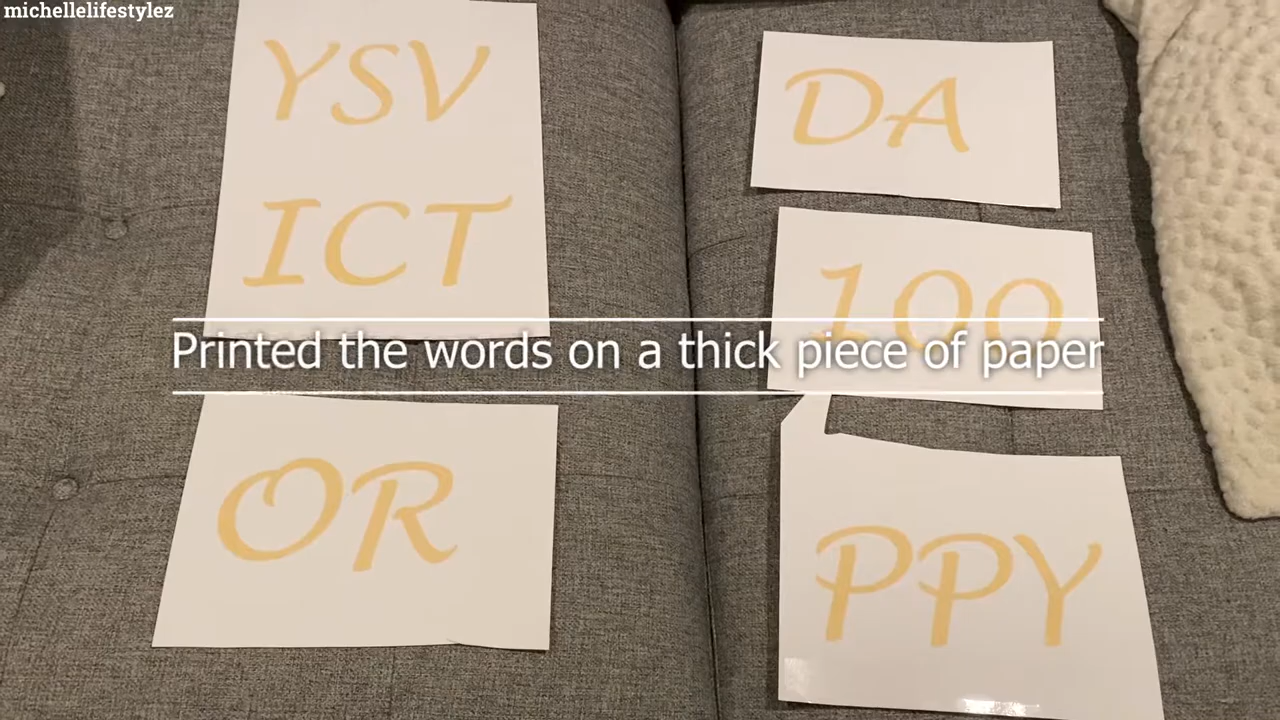 michellelifestylez
YSV
ICT
OR
DA
100
PPY
Printed the words on a thick piece of paper